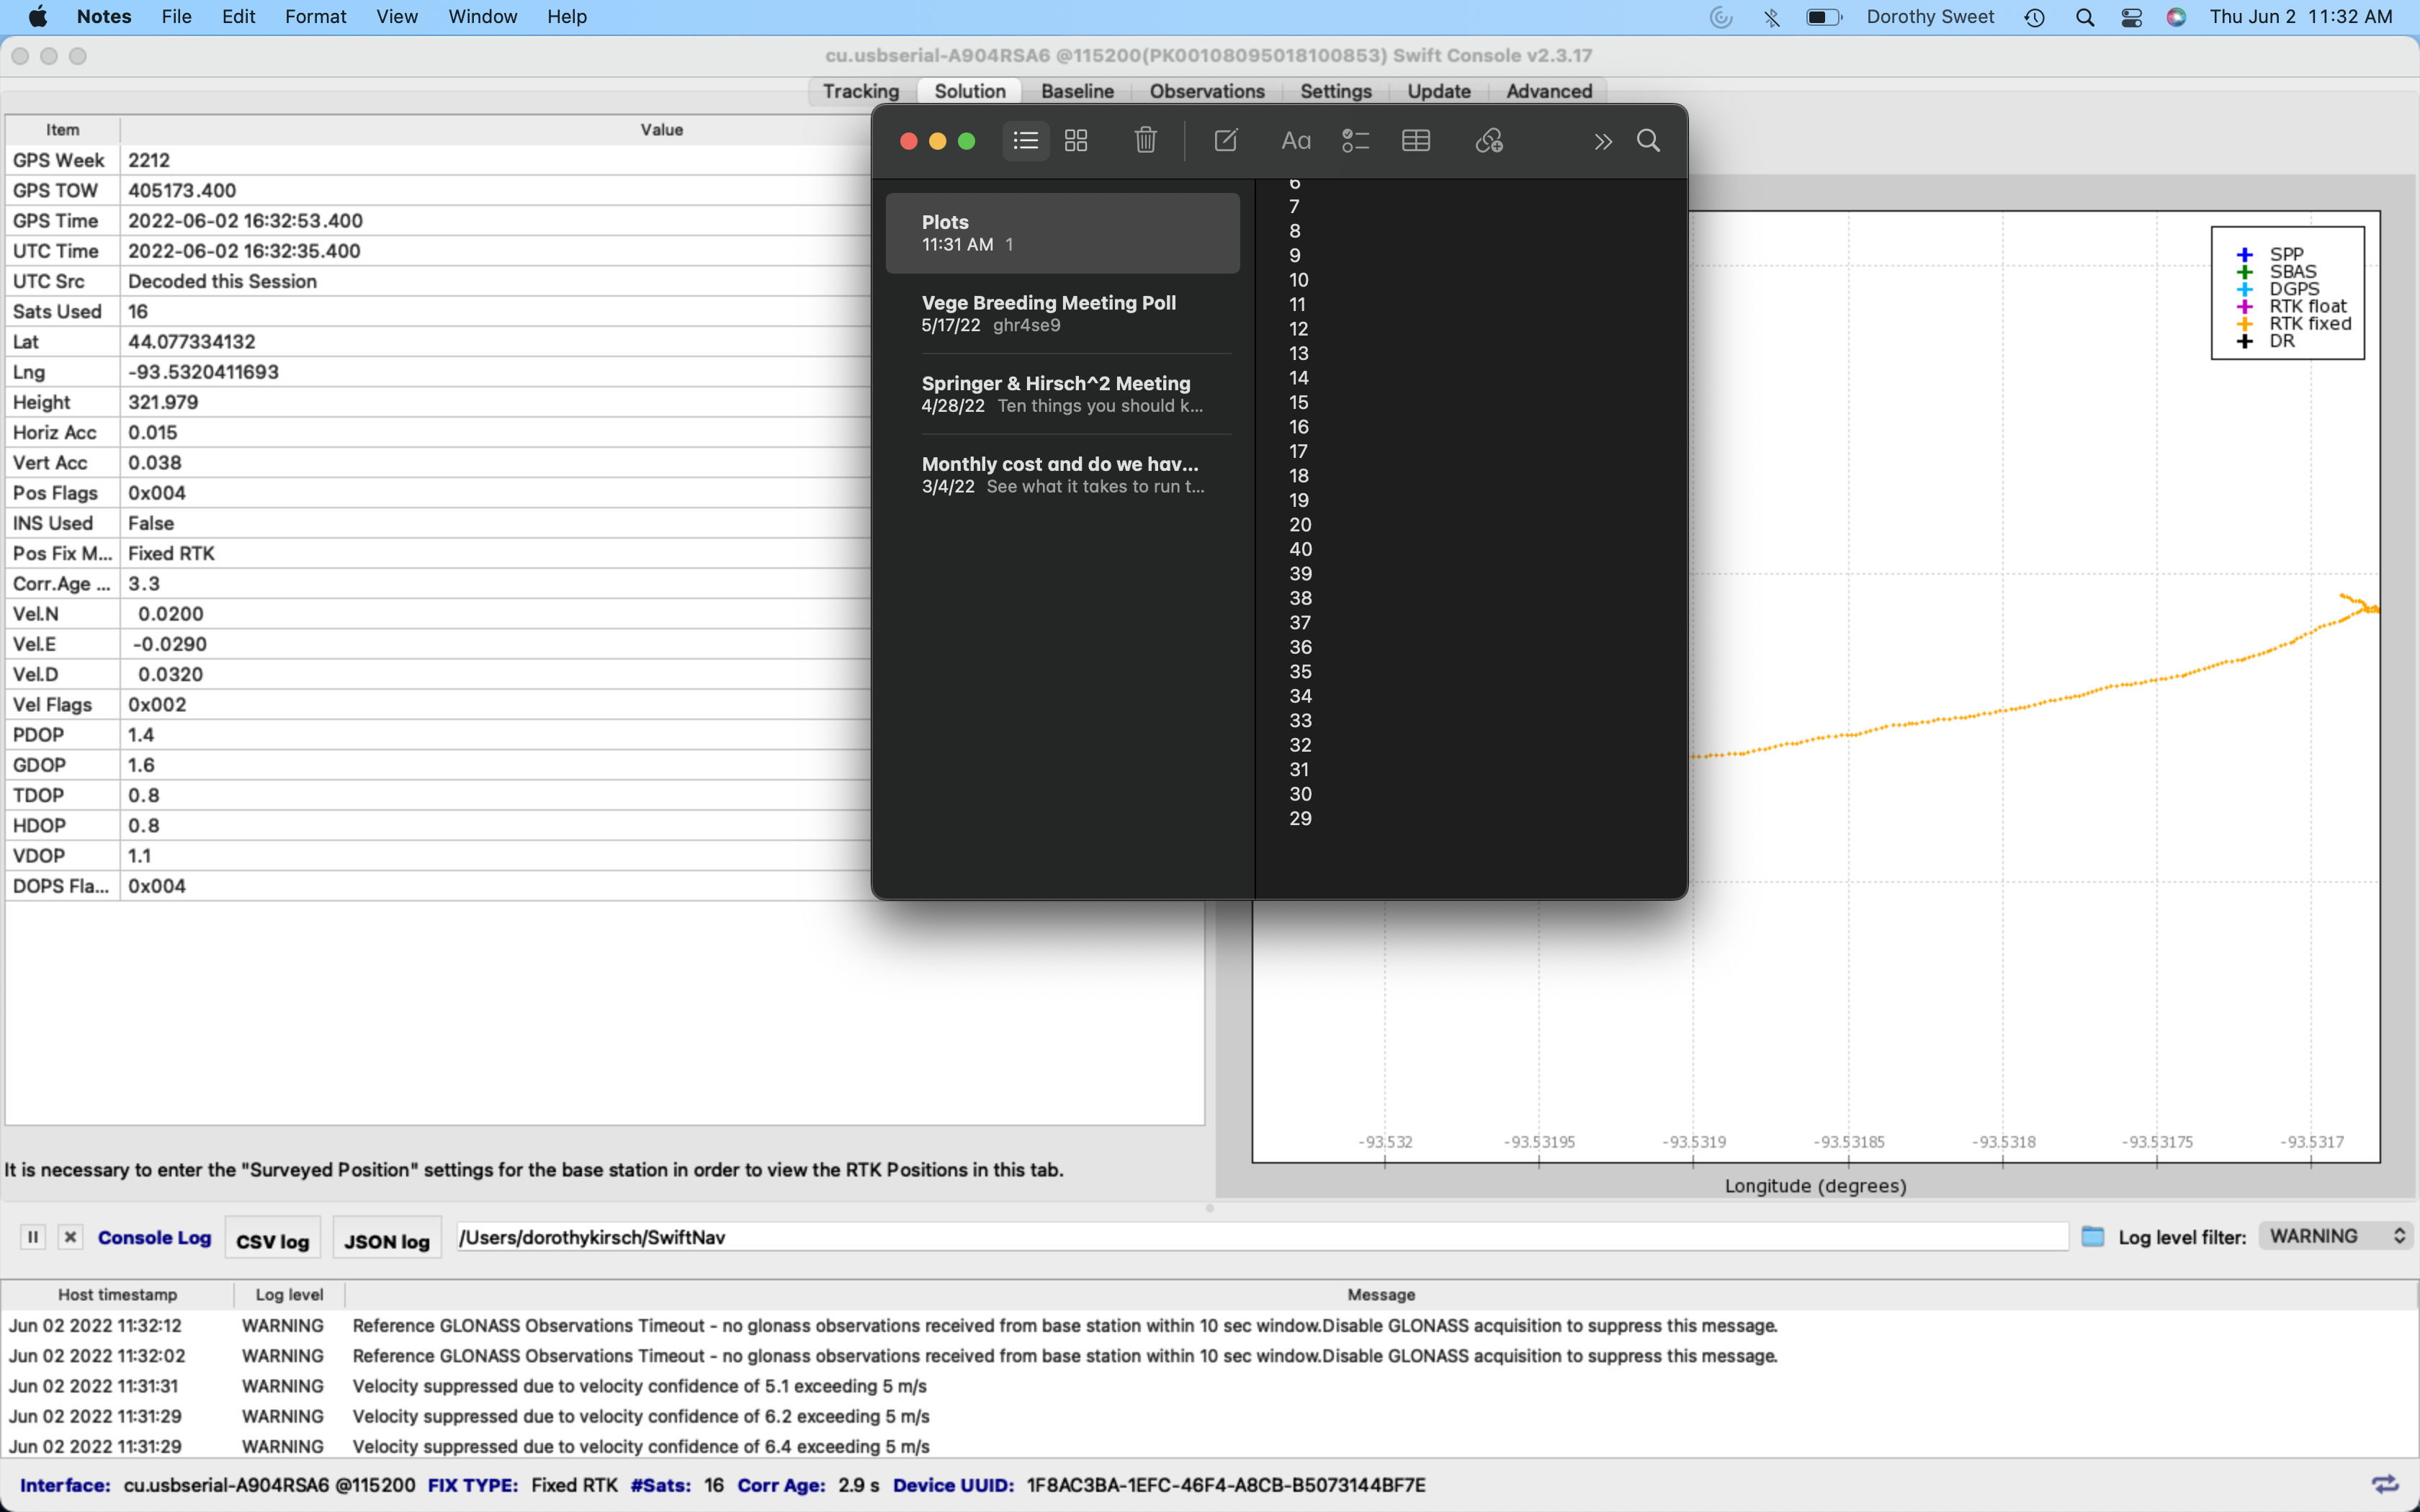 Notes File Edit Format View Window Help Dorothy Sweet Thu Jun 2 11:32 AM
cu.usbserial-A904RSA6 @115200(PK00108095018100853) Swift Console v2.3.17
Tracking Solution Baseline Observations Settings Update Advanced
Item Value
GPS Week 2212
GPS TOW 405173.400
GPS Time 2022-06-02 16:32:53.400
UTC Time 2022-06-02 16:32:35.400
UTC Src Decoded this Session
Sats Used 16
Lat 44.077334132
Lng -93.5320411693
Height 321.979
Horiz Acc 0.015
Vert Acc 0.038
Pos Flags 0x004
INS Used False
Pos Fix M... Fixed RTK
Corr.Age ... 3.3
Vel.N 0.0200
Vel.E -0.0290
Vel.D 0.0320
Vel Flags 0x002
PDOP 1.4
GDOP 1.6
TDOP 0.8
HDOP 0.8
VDOP 1.1
DOPS Fla... 0x004
Aa
Plots
11:31 AM 1
Vege Breeding Meeting Poll
5/17/22 ghr4se9
Springer & Hirsch^2 Meeting
4/28/22 Ten things you should k...
Monthly cost and do we hav...
3/4/22 See what it takes to run t...
6
7
8
9
10
11
12
13
14
15
16
17
18
19
20
40
39
38
37
36
35
34
33
32
31
30
29
SPP
SBAS
DGPS
RTK float
RTK fixed
DR
-93.532 -93.53195 -93.5319 -93.53185 -93.5318 -93.53175 -93.5317
Longitude (degrees)
It is necessary to enter the "Surveyed Position" settings for the base station in order to view the RTK Positions in this tab.
Console Log CSV log JSON log /Users/dorothykirsch/SwiftNav Log level filter: WARNING
Host timestamp Log level Message
Jun 02 2022 11:32:12 WARNING Reference GLONASS Observations Timeout - no glonass observations received from base station within 10 sec window.Disable GLONASS acquisition to suppress this message.
Jun 02 2022 11:32:02 WARNING Reference GLONASS Observations Timeout - no glonass observations received from base station within 10 sec window.Disable GLONASS acquisition to suppress this message.
Jun 02 2022 11:31:31 WARNING Velocity suppressed due to velocity confidence of 5.1 exceeding 5 m/s
Jun 02 2022 11:31:29 WARNING Velocity suppressed due to velocity confidence of 6.2 exceeding 5 m/s
Jun 02 2022 11:31:29 WARNING Velocity suppressed due to velocity confidence of 6.4 exceeding 5 m/s
Interface: cu.usbserial-A904RSA6 @115200 FIX TYPE: Fixed RTK #Sats: 16 Corr Age: 2.9 s Device UUID: 1F8AC3BA-1EFC-46F4-A8CB-B5073144BF7E